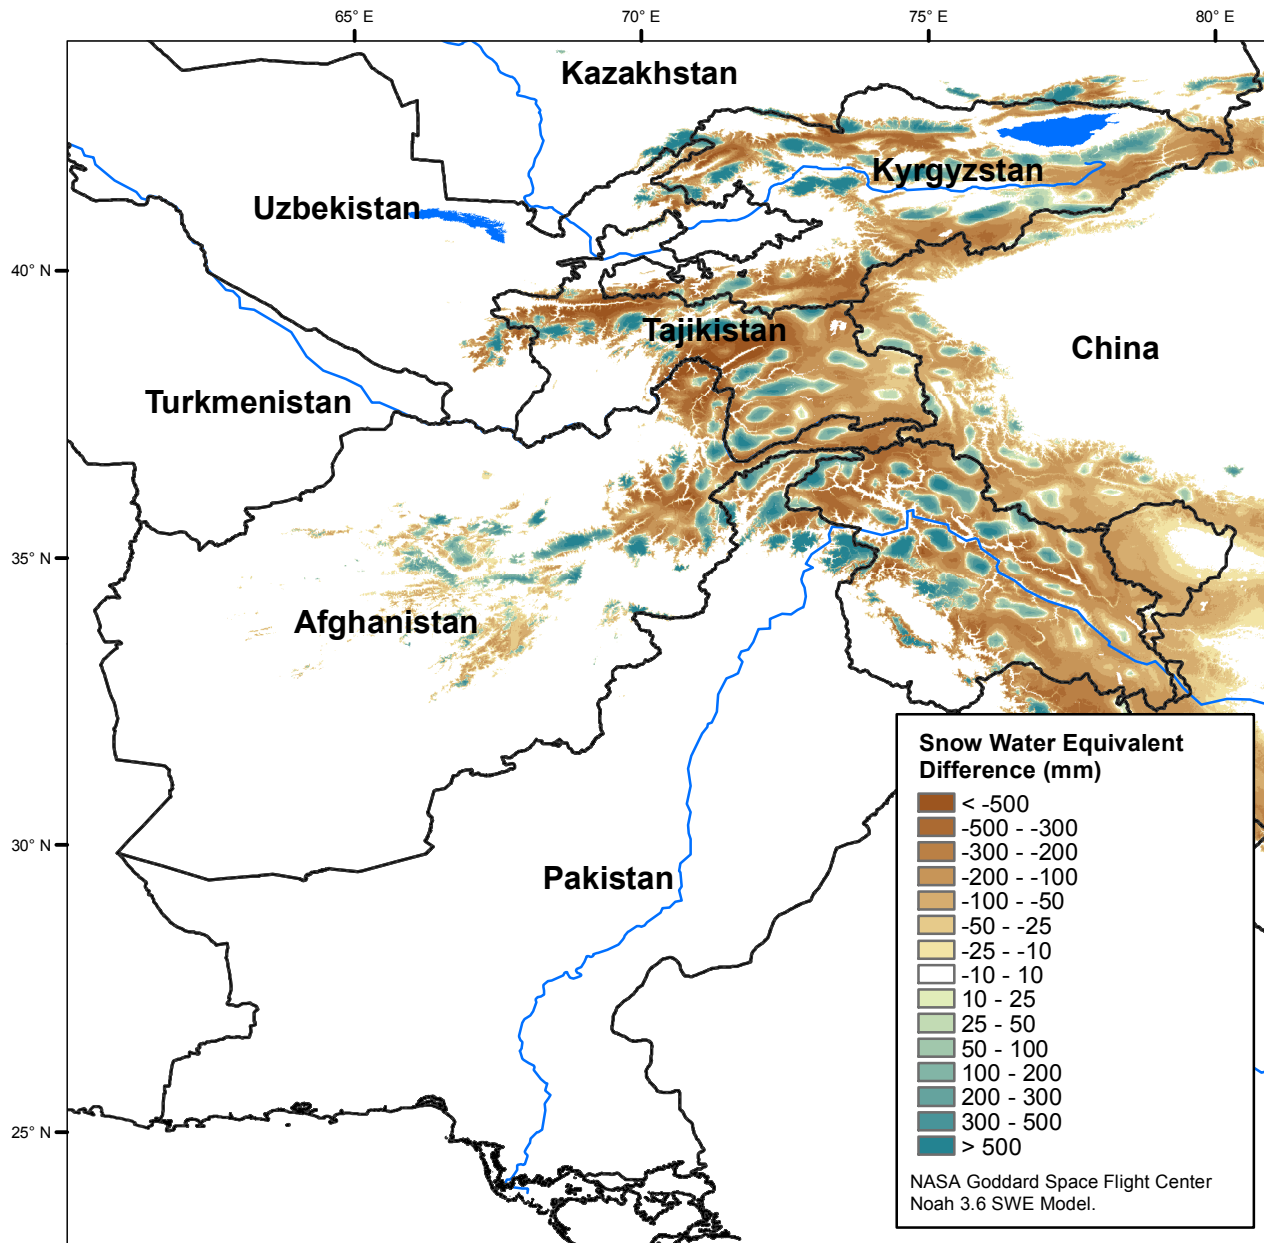 65° E
70° E
75° E
80° E
Kazakhstan
Kyrgyzstan
Uzbekistan
40° N
Tajikistan
China
Turkmenistan
35° N
Afghanistan
Snow Water Equivalent
Difference (mm)
< -500
-500 - -300
-300 - -200
-200 - -100
-100 - -50
-50 - -25
-25 - -10
-10 - 10
10 - 25
25 - 50
50 - 100
100 - 200
200 - 300
300 - 500
> 500
30° N
Pakistan
25° N
NASA Goddard Space Flight Center
Noah 3.6 SWE Model.